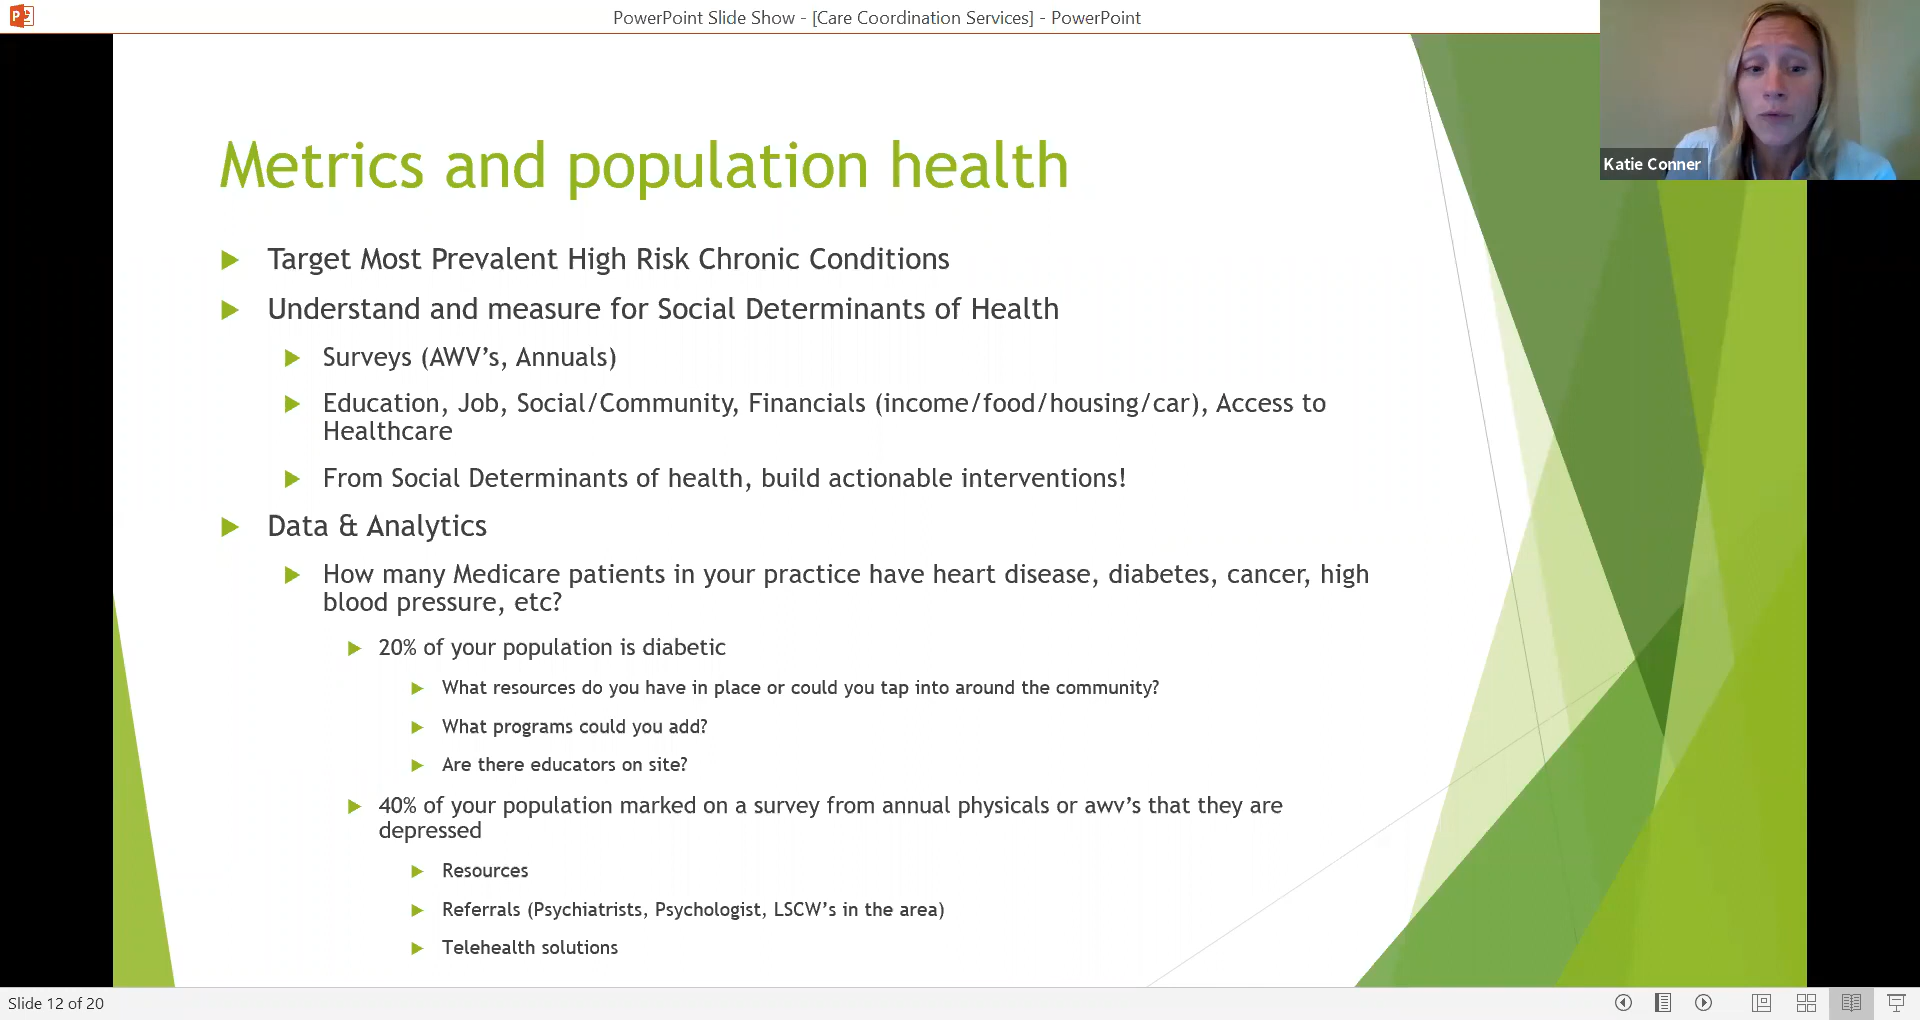 PowerPoint Slide Show - [Care Coordination Services] - PowerPoint
Katie Conner
Metrics and population health
Target Most Prevalent High Risk Chronic Conditions
Understand and measure for Social Determinants of Health
Surveys (AWV’s, Annuals)
Education, Job, Social/Community, Financials (income/food/housing/car), Access to
Healthcare
From Social Determinants of health, build actionable interventions!
Data & Analytics
How many Medicare patients in your practice have heart disease, diabetes, cancer, high
blood pressure, etc?
20% of your population is diabetic
What resources do you have in place or could you tap into around the community?
What programs could you add?
Are there educators on site?
40% of your population marked on a survey from annual physicals or awv’s that they are
depressed
Resources
Referrals (Psychiatrists, Psychologist, LSCW’s in the area)
Telehealth solutions
Slide 12 of 20